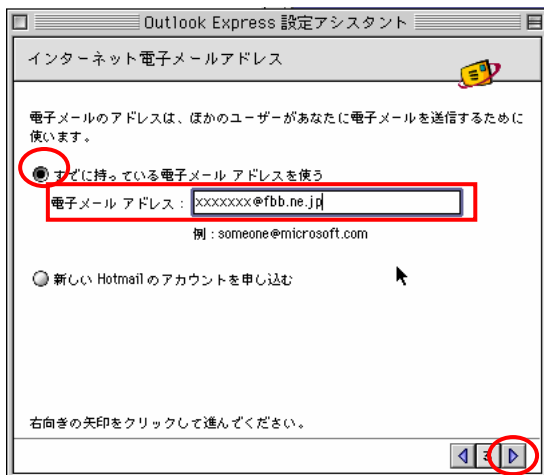 Outlook Express 設定アシスタント
インターネット電子メールアドレス
電子メールのアドレスは、ほかのユーザーがあなたに電子メールを送信するために
使います。
すでに持っている電子メール アドレスを使う
電子メール アドレス : xxxxxxx@fbb.ne.jp
例 : someone@microsoft.com
新しい Hotmail のアカウントを申し込む
右向きの矢印をクリックして進んでください。